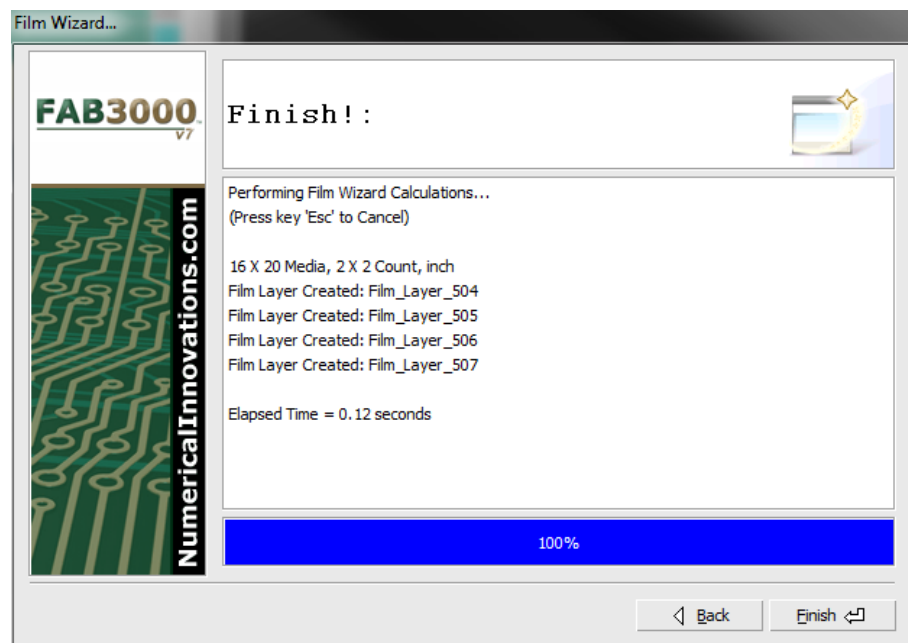 Film Wizard...
FAB3000
v7
NumericalInnovations.com
Finish!:
Performing Film Wizard Calculations...
(Press key 'Esc' to Cancel)
16 X 20 Media, 2 X 2 Count, inch
Film Layer Created: Film_Layer_504
Film Layer Created: Film_Layer_505
Film Layer Created: Film_Layer_506
Film Layer Created: Film_Layer_507
Elapsed Time = 0.12 seconds
100%
Back
Finish